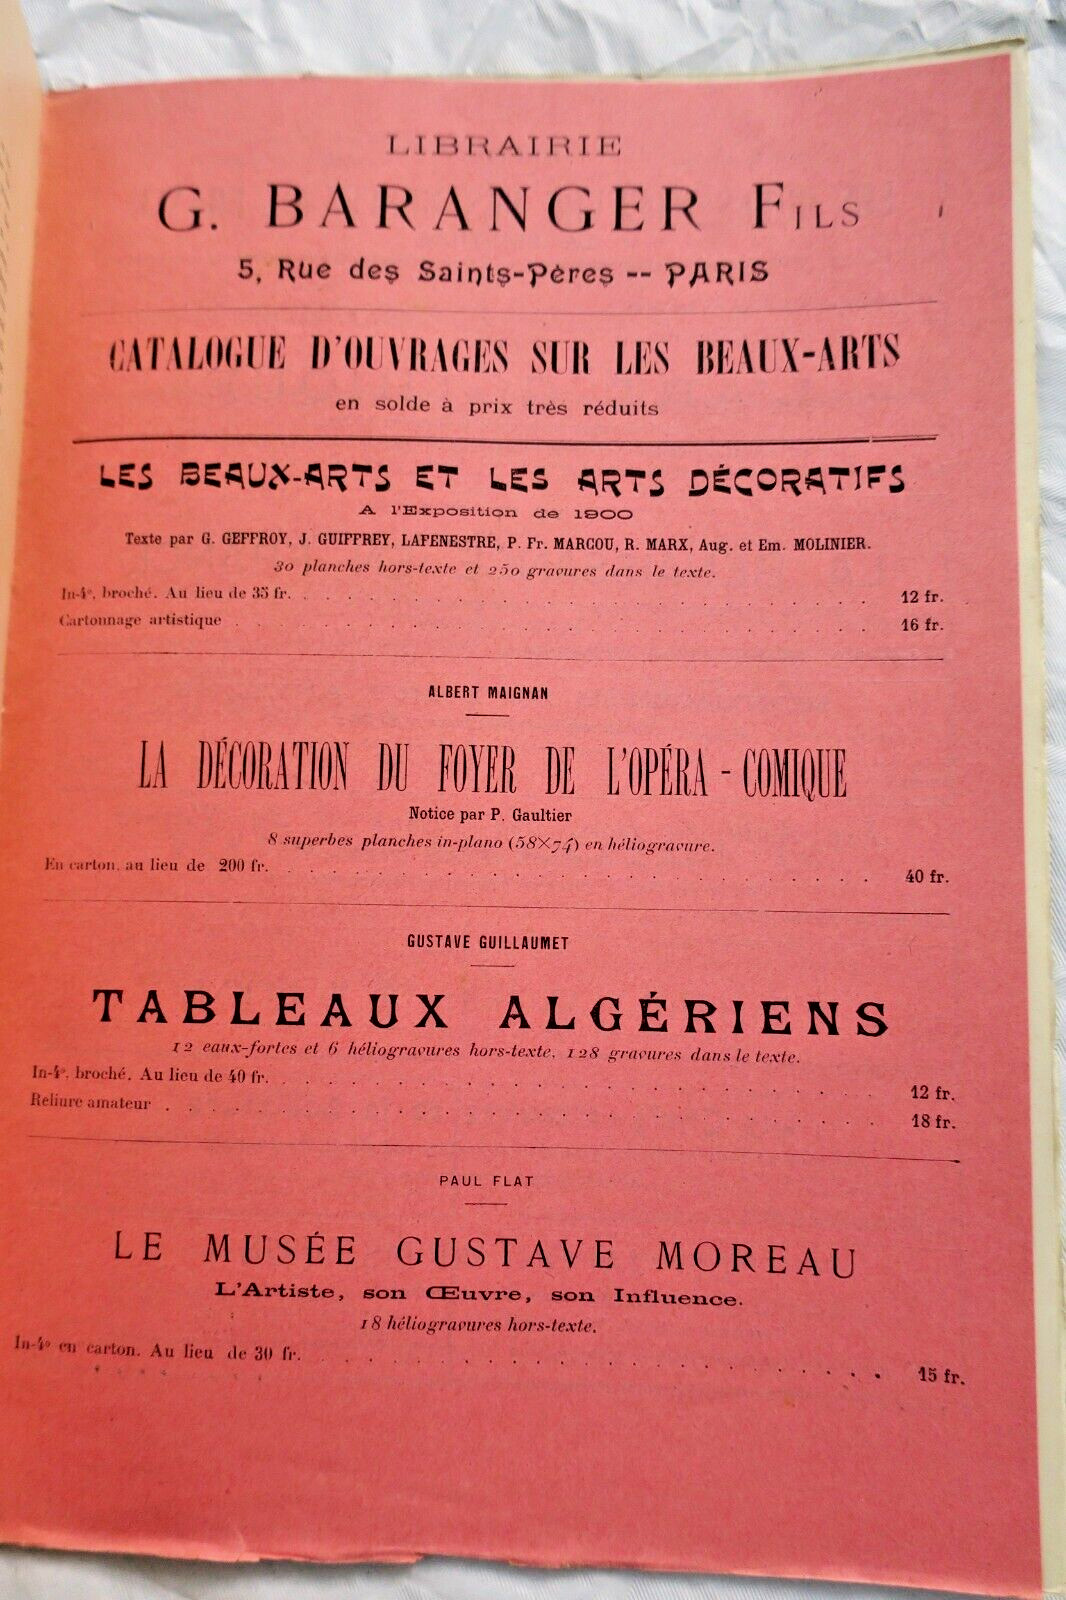 LIBRAIRIE
G. BARANGER FILS
5, Rue des Saints-Pères -- PARIS
CATALOGUE D'OUVRAGES SUR LES BEAUX-ARTS
en solde à prix très réduits
LES BEAUX-ARTS ET LES ARTS DÉCORATIFS
A l'Exposition de 1900
Texte par G. GEFFROY, J. GUIFFREY, LAFENESTRE, P. Fr. MARCOU, R. MARX, Aug. et Em. MOLINIER.
30 planches hors-texte et 250 gravures dans le texte.
In-4°, broché. Au lieu de 35 fr. . . . . . . . . . . . . . . . . . . . . . 12 fr.
Cartonnage artistique . . . . . . . . . . . . . . . . . . . . . . . . 16 fr.
ALBERT MAIGNAN
LA DÉCORATION DU FOYER DE L'OPÉRA - COMIQUE
Notice par P. Gaultier
8 superbes planches in-plano (58×74) en héliogravure.
En carton, au lieu de 200 fr. . . . . . . . . . . . . . . . . . . . . 40 fr.
GUSTAVE GUILLAUMET
TABLEAUX ALGÉRIENS
12 eaux-fortes et 6 héliogravures hors-texte, 128 gravures dans le texte.
In-4°, broché. Au lieu de 40 fr. . . . . . . . . . . . . . . . . . . . . 12 fr.
Reliure amateur . . . . . . . . . . . . . . . . . . . . . . . . . 18 fr.
PAUL FLAT
LE MUSÉE GUSTAVE MOREAU
L'Artiste, son Œuvre, son Influence.
18 héliogravures hors-texte.
In-4° en carton. Au lieu de 30 fr. . . . . . . . . . . . . . . . . . . . 15 fr.